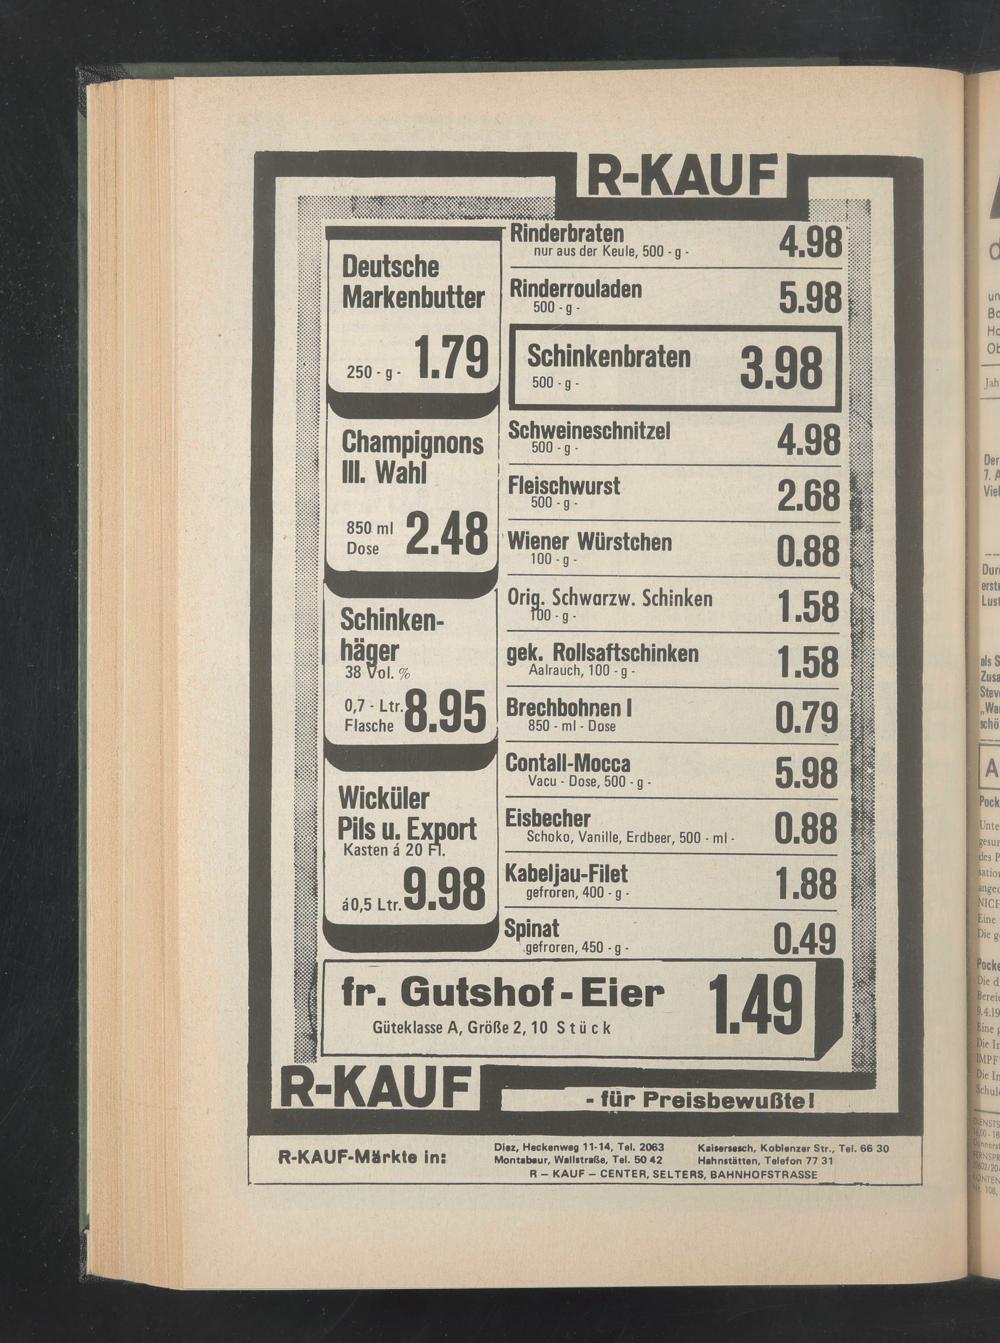 R-KAUF
Deutsche
Markenbutter
250 - g - 1.79
Champignons
III. Wahl
850 ml
Dose 2.48
Schinken-
häger
38 Vol. %
0,7 - Ltr.
Flasche 8.95
Wicküler
Pils u. Export
Kasten á 20 Fl.
á 0,5 Ltr. 9.98
Rinderbraten 4.98
nur aus der Keule, 500 - g -
Rinderrouladen 5.98
500 - g -
Schinkenbraten 3.98
500 - g -
Schweineschnitzel 4.98
500 - g -
Fleischwurst 2.68
500 - g -
Wiener Würstchen 0.88
100 - g -
Orig. Schwarzw. Schinken 1.58
100 - g -
gek. Rollsaftschinken 1.58
Aalrauch, 100 - g -
Brechbohnen I 0.79
850 - ml - Dose
Contall-Mocca 5.98
Vacu - Dose, 500 - g -
Eisbecher 0.88
Schoko, Vanille, Erdbeer, 500 - ml -
Kabeljau-Filet 1.88
gefroren, 400 - g -
Spinat 0.49
gefroren, 450 - g -
fr. Gutshof - Eier 1.49
Güteklasse A, Größe 2, 10 Stück
R-KAUF
- für Preisbewußte!
R-KAUF-Märkte in:
Diez, Heckenweg 11-14, Tel. 2063
Montabaur, Wallstraße, Tel. 50 42
Kaisersesch, Koblenzer Str., Tel. 66 30
Hahnstätten, Telefon 77 31
R – KAUF – CENTER, SELTERS, BAHNHOFSTRASSE